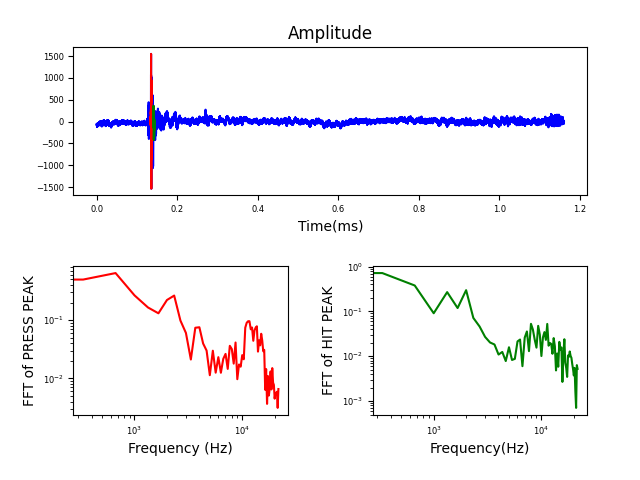 Amplitude
1500
1000
500
0
−500
−1000
−1500
0.0 0.2 0.4 0.6 0.8 1.0 1.2
Time(ms)
FFT of PRESS PEAK
10⁻¹
10⁻²
10³ 10⁴
Frequency (Hz)
FFT of HIT PEAK
10⁰
10⁻¹
10⁻²
10⁻³
10³ 10⁴
Frequency(Hz)